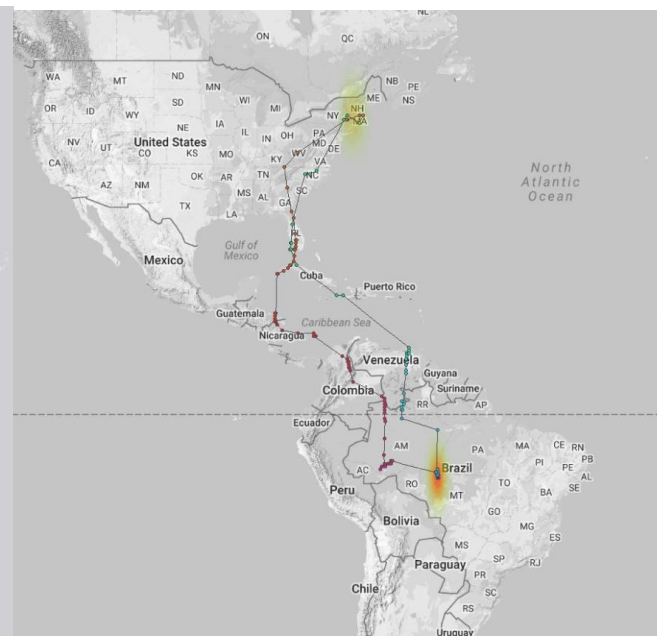 NL
ON
QC
WA
MT
ND
MN
NB
PE
ME
NS
OR
ID
WY
SD
WI
MI
NY
NH
MA
NV
UT
NE
IA
IL
IN
OH
PA
MD
DE
United States
CO
KS
MO
KY
WV
VA
CA
AZ
NM
OK
AR
TN
NC
SC
MS
AL
GA
TX
LA
FL
North
Atlantic
Ocean
Gulf of
Mexico
Mexico
Cuba
Puerto Rico
Guatemala
Caribbean Sea
Nicaragua
Venezuela
Guyana
Suriname
Colombia
RR
AP
Ecuador
AM
PA
MA
CE
RN
PB
PI
PE
AL
SE
AC
Brazil
TO
BA
Peru
RO
MT
GO
Bolivia
MG
ES
MS
SP
RJ
Paraguay
PR
SC
Chile
RS
Uruguay